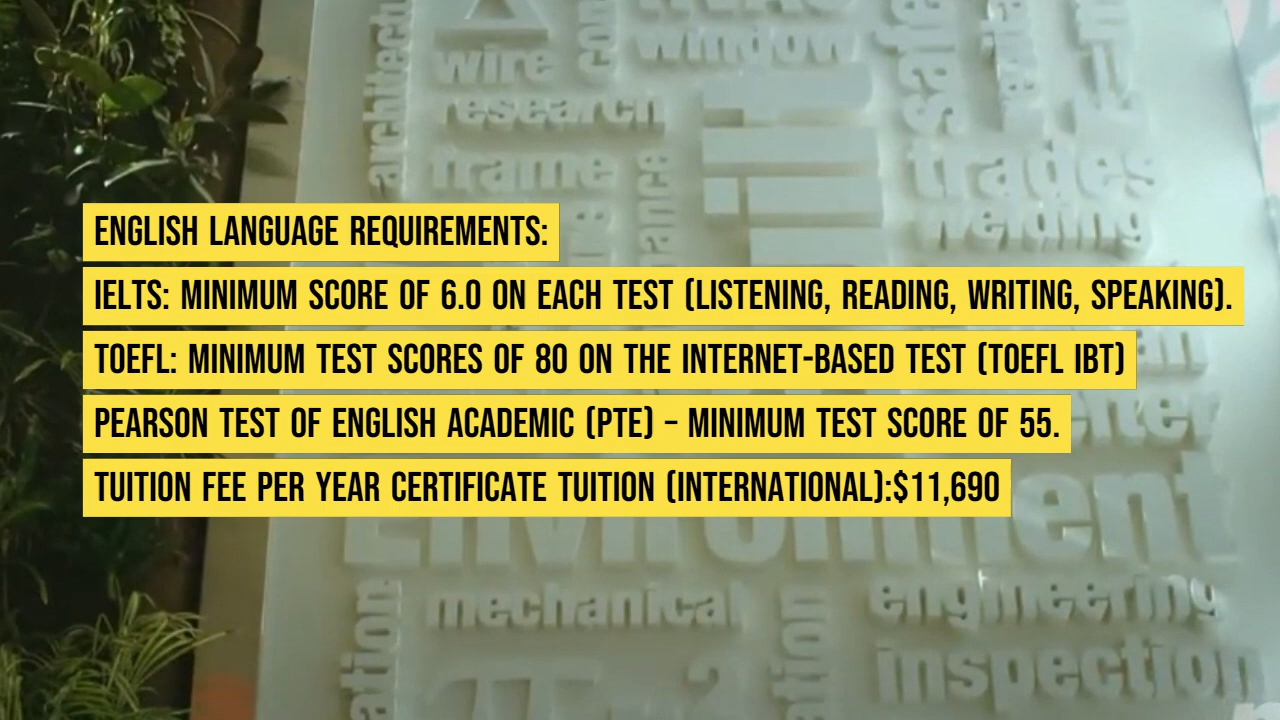 architech
wire
con
window
safe
research
frame
trades
welding
ENGLISH LANGUAGE REQUIREMENTS:
IELTS: MINIMUM SCORE OF 6.0 ON EACH TEST (LISTENING, READING, WRITING, SPEAKING).
TOEFL: MINIMUM TEST SCORES OF 80 ON THE INTERNET-BASED TEST (TOEFL IBT)
PEARSON TEST OF ENGLISH ACADEMIC (PTE) – MINIMUM TEST SCORE OF 55.
TUITION FEE PER YEAR CERTIFICATE TUITION (INTERNATIONAL):$11,690
Environment
mechanical
engineering
inspection